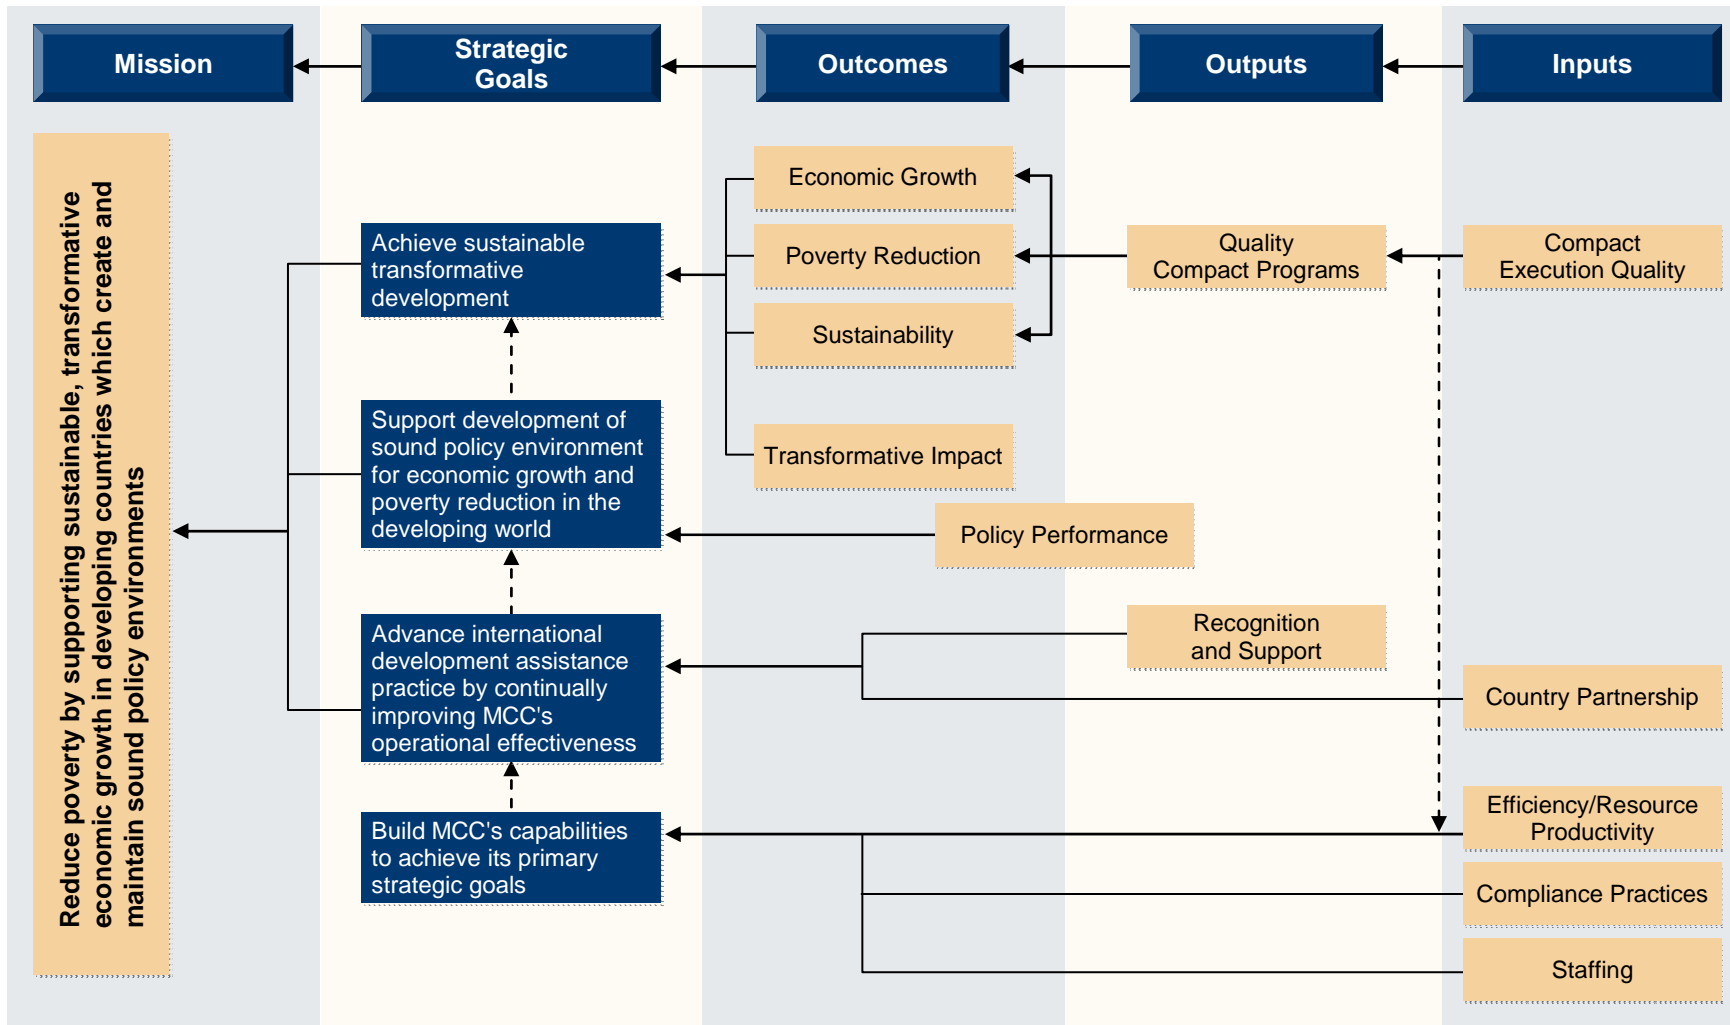 Mission
Strategic
Goals
Outcomes
Outputs
Inputs
Reduce poverty by supporting sustainable, transformative
economic growth in developing countries which create and
maintain sound policy environments
Achieve sustainable
transformative
development
Support development of
sound policy environment
for economic growth and
poverty reduction in the
developing world
Advance international
development assistance
practice by continually
improving MCC's
operational effectiveness
Build MCC's capabilities
to achieve its primary
strategic goals
Economic Growth
Poverty Reduction
Sustainability
Transformative Impact
Policy Performance
Quality
Compact Programs
Recognition
and Support
Compact
Execution Quality
Country Partnership
Efficiency/Resource
Productivity
Compliance Practices
Staffing